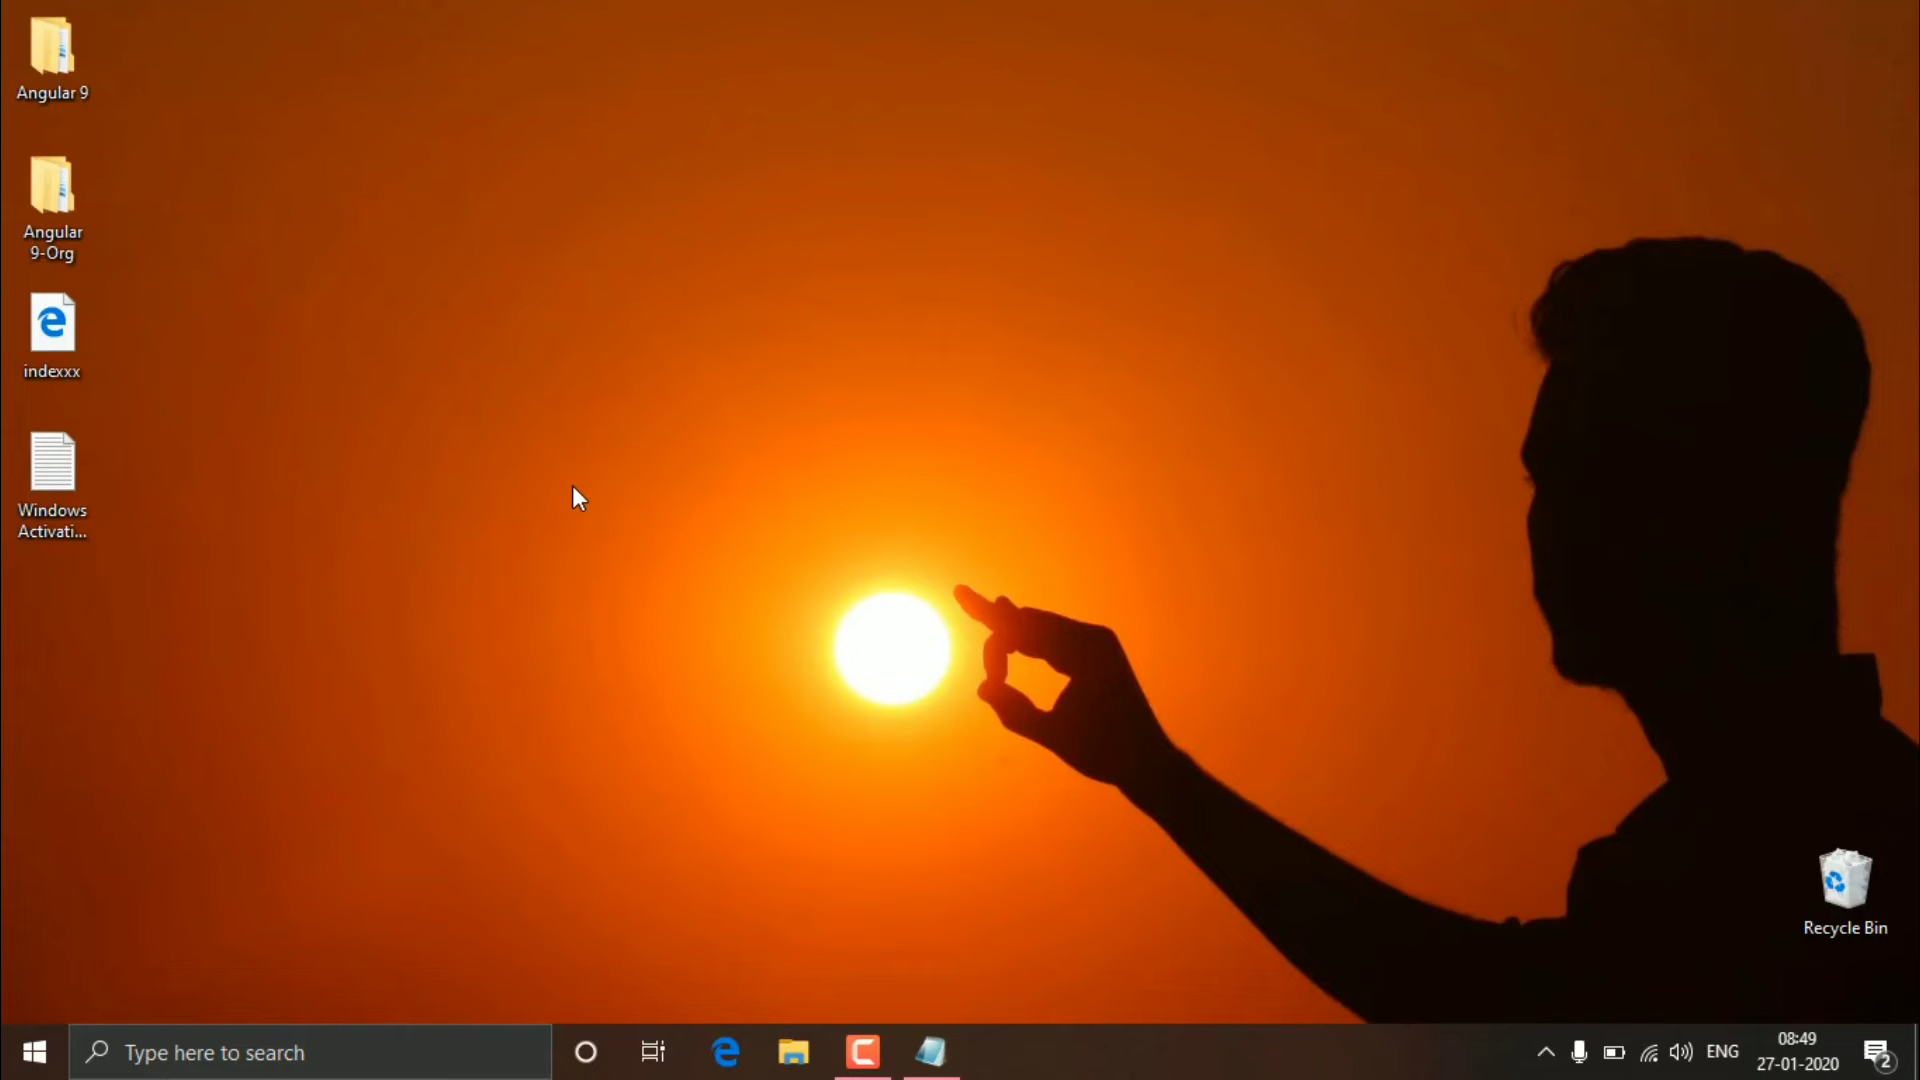 Angular 9
Angular
9-Org
indexxx
Windows
Activati...
Recycle Bin
Type here to search
ENG
08:49
27-01-2020
2